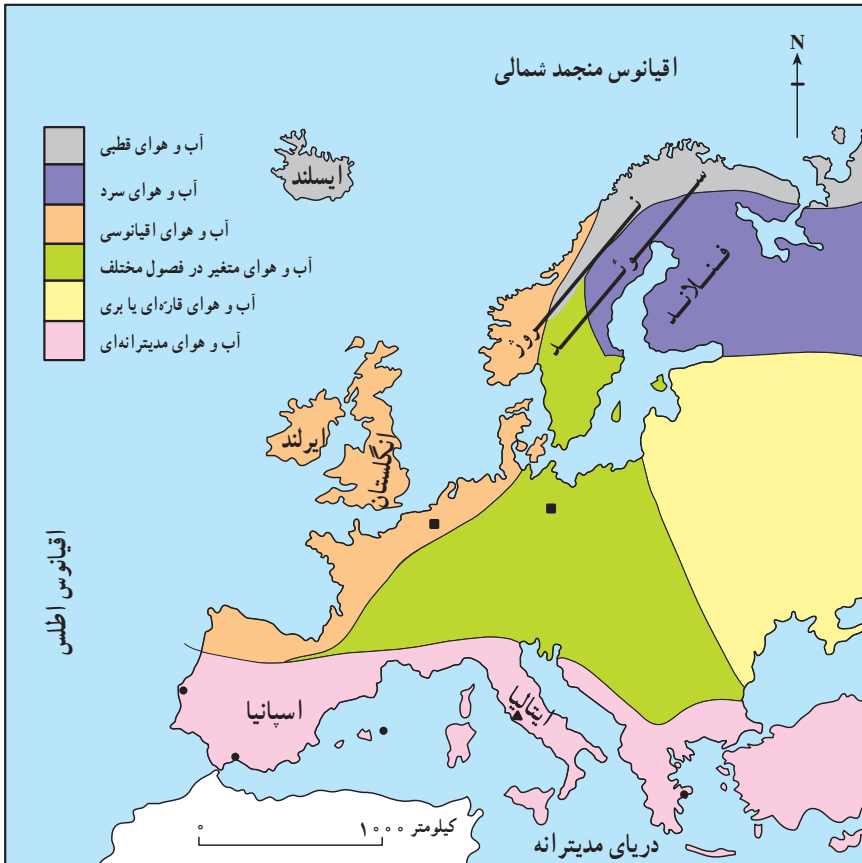 اقیانوس منجمد شمالی
N
آب و هوای قطبی
آب و هوای سرد
آب و هوای اقیانوسی
آب و هوای متغیر در فصول مختلف
آب و هوای قارّه‌ای یا بری
آب و هوای مدیترانه‌ای
ایسلند
نروژ
سوئد
فنلاند
ایرلند
انگلستان
اقیانوس اطلس
اسپانیا
ایتالیا
۰ ۱۰۰۰ کیلومتر
دریای مدیترانه